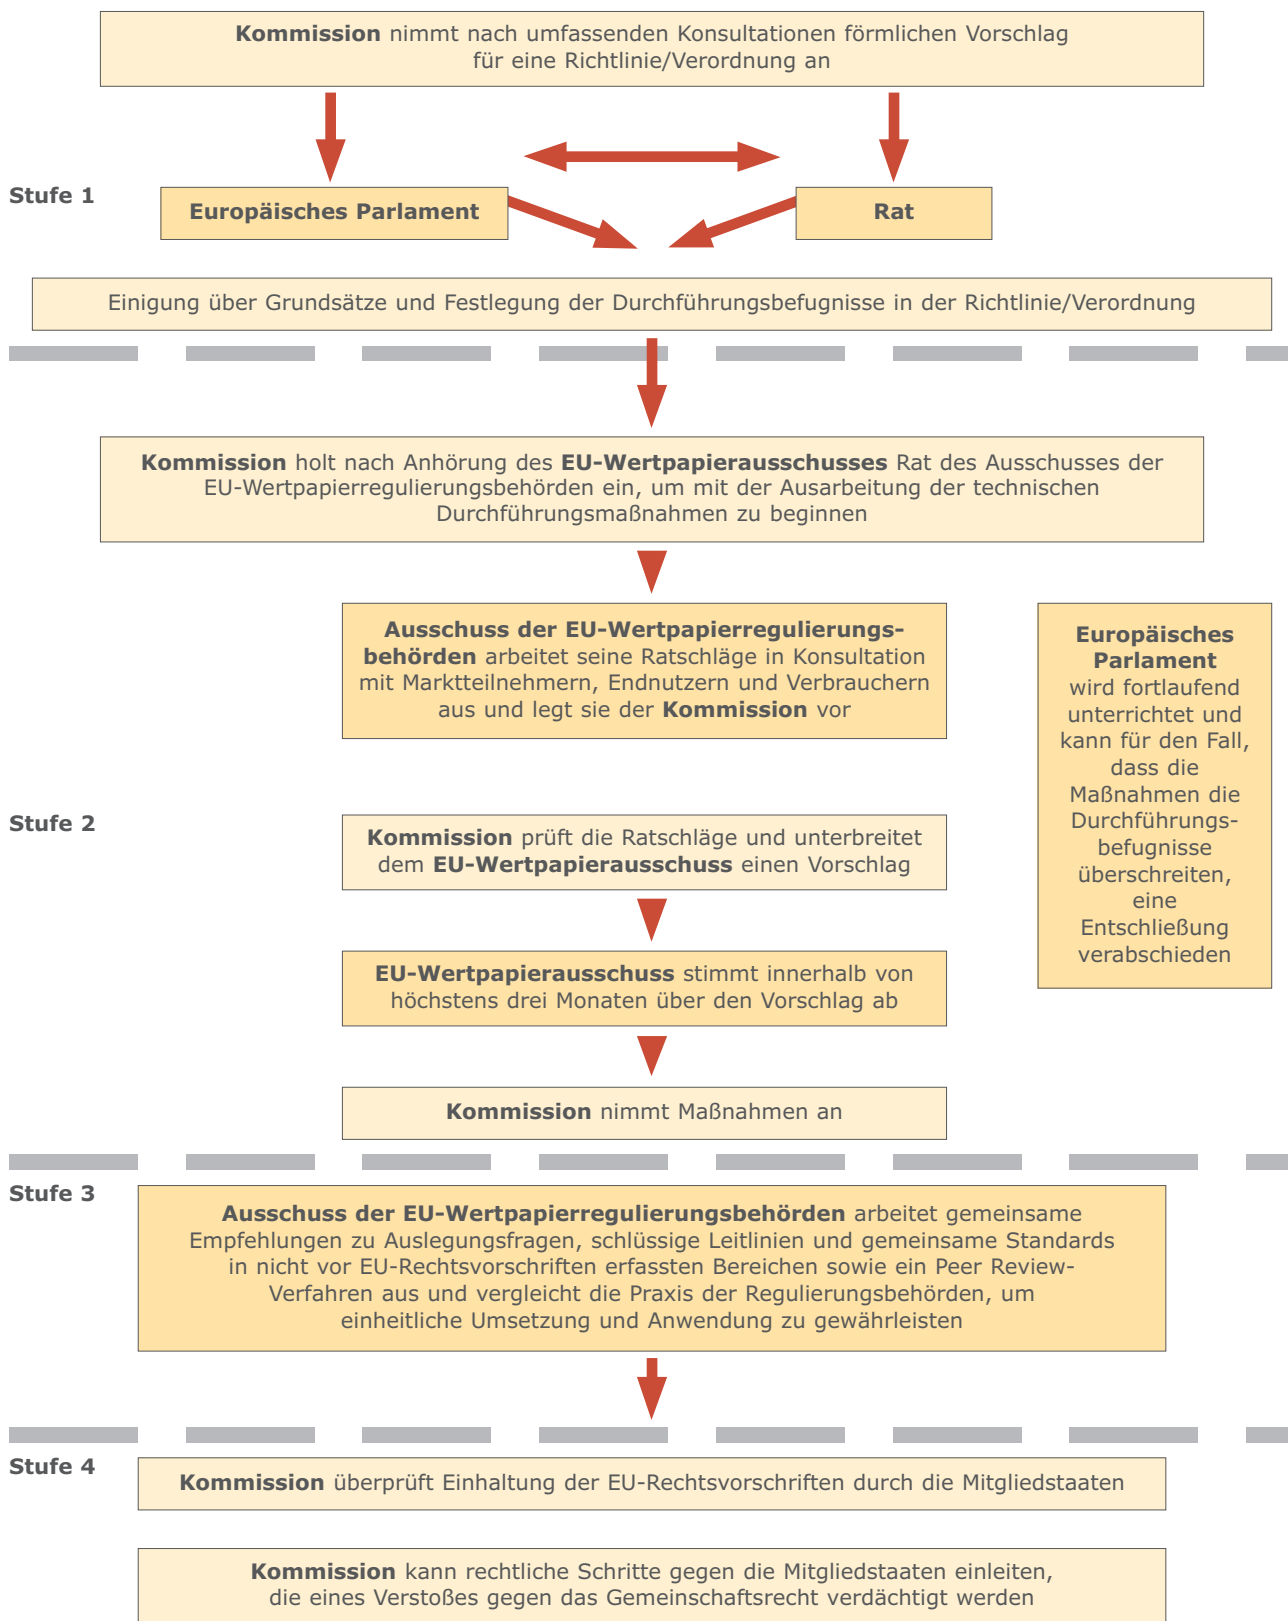 Kommission nimmt nach umfassenden Konsultationen förmlichen Vorschlag
für eine Richtlinie/Verordnung an
Stufe 1
Europäisches Parlament
Rat
Einigung über Grundsätze und Festlegung der Durchführungsbefugnisse in der Richtlinie/Verordnung
Kommission holt nach Anhörung des EU-Wertpapierausschusses Rat des Ausschusses der
EU-Wertpapierregulierungsbehörden ein, um mit der Ausarbeitung der technischen
Durchführungsmaßnahmen zu beginnen
Ausschuss der EU-Wertpapierregulierungs-
behörden arbeitet seine Ratschläge in Konsultation
mit Marktteilnehmern, Endnutzern und Verbrauchern
aus und legt sie der Kommission vor
Europäisches
Parlament
wird fortlaufend
unterrichtet und
kann für den Fall,
dass die
Maßnahmen die
Durchführungs-
befugnisse
überschreiten,
eine
Entschließung
verabschieden
Stufe 2
Kommission prüft die Ratschläge und unterbreitet
dem EU-Wertpapierausschuss einen Vorschlag
EU-Wertpapierausschuss stimmt innerhalb von
höchstens drei Monaten über den Vorschlag ab
Kommission nimmt Maßnahmen an
Stufe 3
Ausschuss der EU-Wertpapierregulierungsbehörden arbeitet gemeinsame
Empfehlungen zu Auslegungsfragen, schlüssige Leitlinien und gemeinsame Standards
in nicht vor EU-Rechtsvorschriften erfassten Bereichen sowie ein Peer Review-
Verfahren aus und vergleicht die Praxis der Regulierungsbehörden, um
einheitliche Umsetzung und Anwendung zu gewährleisten
Stufe 4
Kommission überprüft Einhaltung der EU-Rechtsvorschriften durch die Mitgliedstaaten
Kommission kann rechtliche Schritte gegen die Mitgliedstaaten einleiten,
die eines Verstoßes gegen das Gemeinschaftsrecht verdächtigt werden